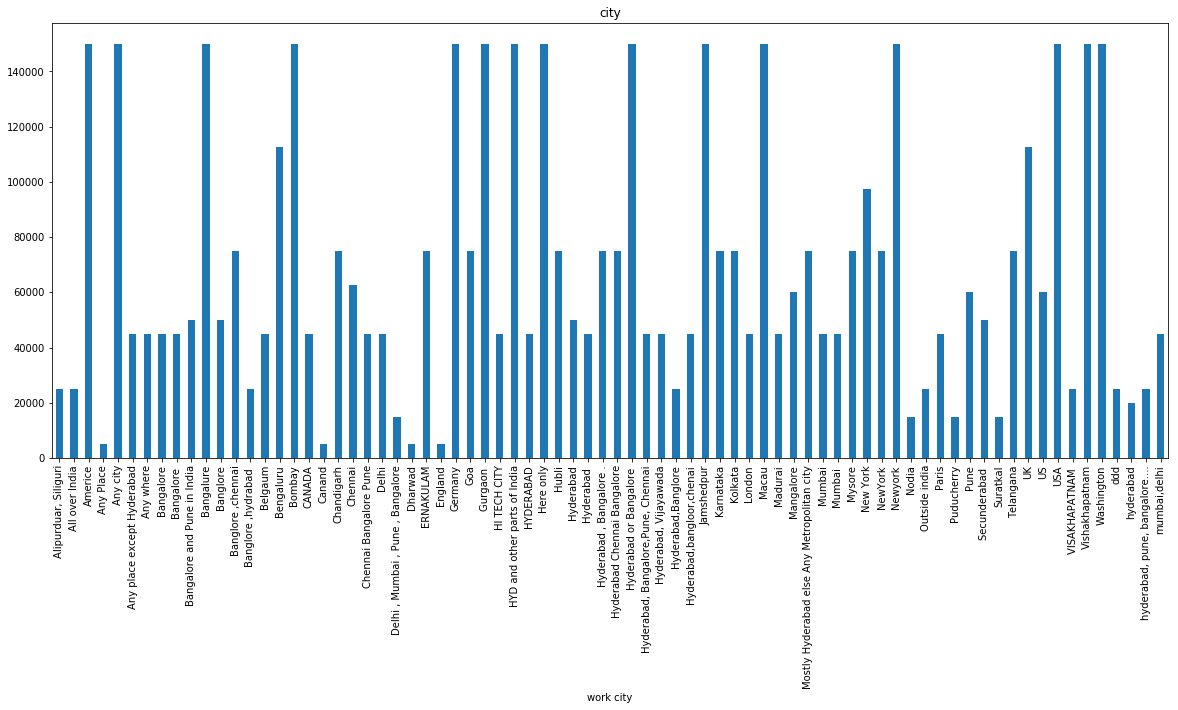 city
140000
120000
100000
80000
60000
40000
20000
0
Alipurduar, Siliguri
All over India
Americe
Any Place
Any city
Any place except Hyderabad
Any where
Bangalore
Bangalore
Bangalore and Pune in India
Bangalure
Banglore
Banglore ,chennai
Banglore ,hydrabad
Belgaum
Bengaluru
Bombay
CANADA
Canand
Chandigarh
Chennai
Chennai Bangalore Pune
Delhi
Delhi , Mumbai , Pune , Bangalore
Dharwad
ERNAKULAM
England
Germany
Goa
Gurgaon
HI TECH CITY
HYD and other parts of India
HYDERABAD
Here only
Hubli
Hyderabad
Hyderabad
Hyderabad , Bangalore .
Hyderabad Chennai Bangalore
Hyderabad or Bangalore
Hyderabad, Bangalore,Pune, Chennai
Hyderabad, Vijayawada
Hyderabad,Banglore
Hyderabad,bangloor,chenai
Jamshedpur
Karnataka
Kolkata
London
Macau
Madurai
Mangalore
Mostly Hyderabad else Any Metropolitan city
Mumbai
Mumbai
Mysore
New York
NewYork
Newyork
Nodia
Outside indiia
Paris
Puducherry
Pune
Secunderabad
Suratkal
Telangana
UK
US
USA
VISAKHAPATNAM
Vishakhapatnam
Washington
ddd
hyderabad
hyderabad, pune, bangalore....
mumbai,delhi
work city